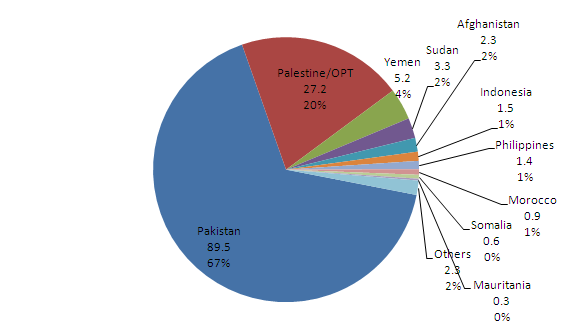 Afghanistan
2.3
2%
Sudan
3.3
2%
Yemen
5.2
4%
Palestine/OPT
27.2
20%
Indonesia
1.5
1%
Philippines
1.4
1%
Morocco
0.9
1%
Somalia
0.6
0%
Others
2.3
2%
Mauritania
0.3
0%
Pakistan
89.5
67%